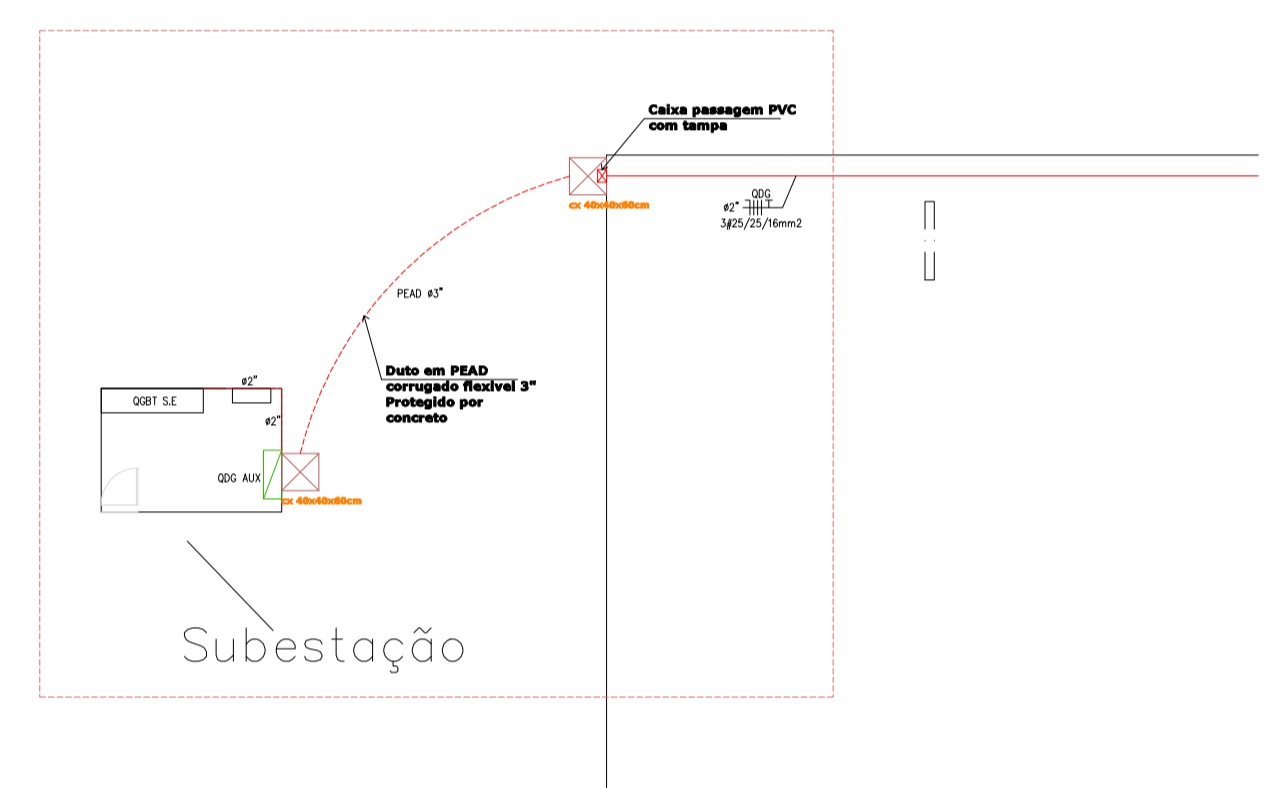 Caixa passagem PVC
com tampa
QDG
ø2"
3#25/25/16mm2
cx 40x40x60cm
PEAD ø3"
Duto em PEAD
corrugado flexivel 3"
Protegido por
concreto
ø2"
QGBT S.E
ø2"
QDG AUX
cx 40x40x60cm
Subestação